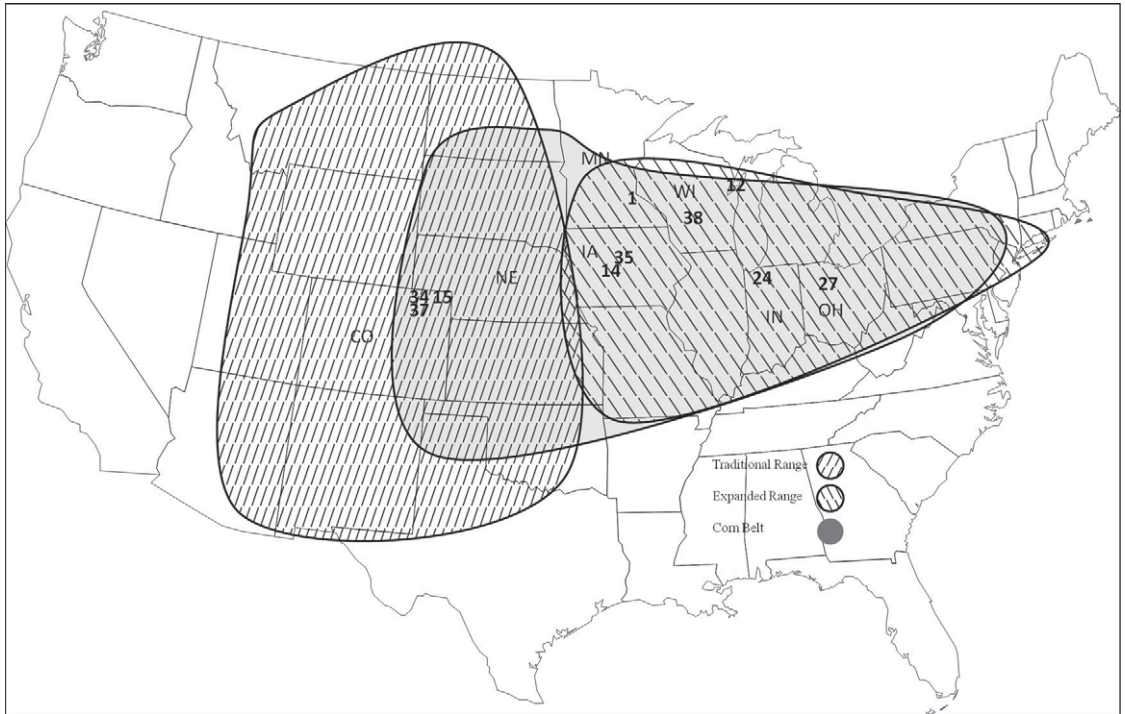 MN
12
1
WI
38
IA
35
14
24
NE
27
34 15
37
IN
OH
CO
Traditional Range
Expanded Range
Corn Belt